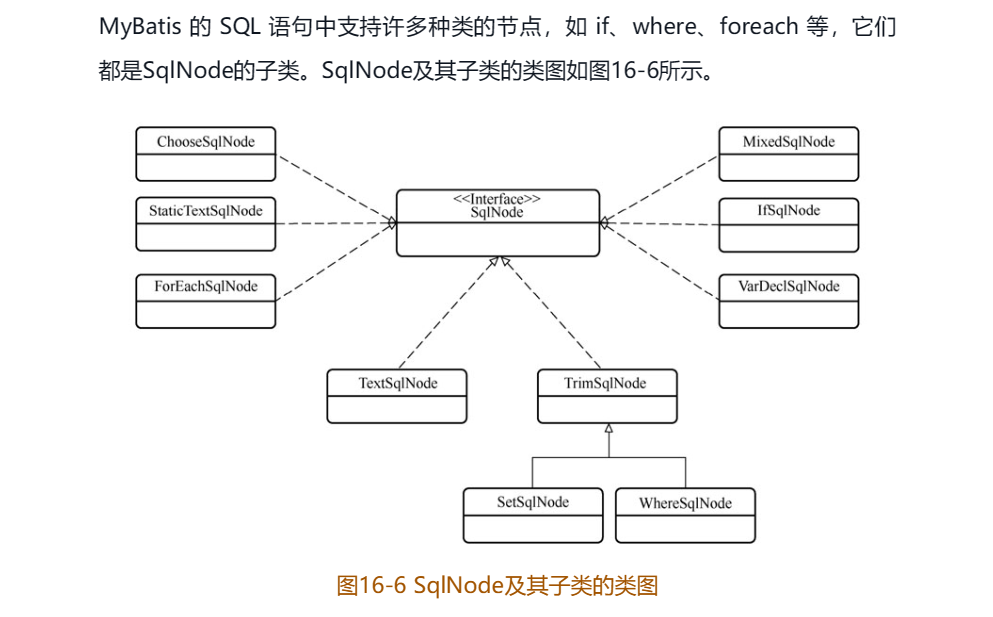 MyBatis 的 SQL 语句中支持许多种类的节点，如 if、where、foreach 等，它们
都是SqlNode的子类。SqlNode及其子类的类图如图16-6所示。
ChooseSqlNode
MixedSqlNode
StaticTextSqlNode
<<Interface>>
SqlNode
IfSqlNode
ForEachSqlNode
VarDeclSqlNode
TextSqlNode
TrimSqlNode
SetSqlNode
WhereSqlNode
图16-6 SqlNode及其子类的类图